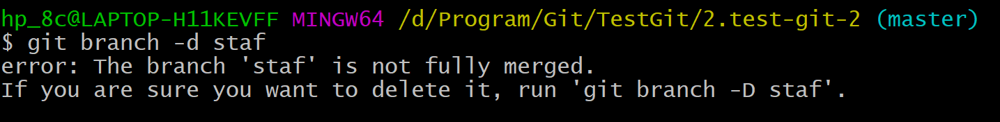 hp_8c@LAPTOP-H11KEVFF MINGW64 /d/Program/Git/TestGit/2.test-git-2 (master)
$ git branch -d staf
error: The branch 'staf' is not fully merged.
If you are sure you want to delete it, run 'git branch -D staf'.